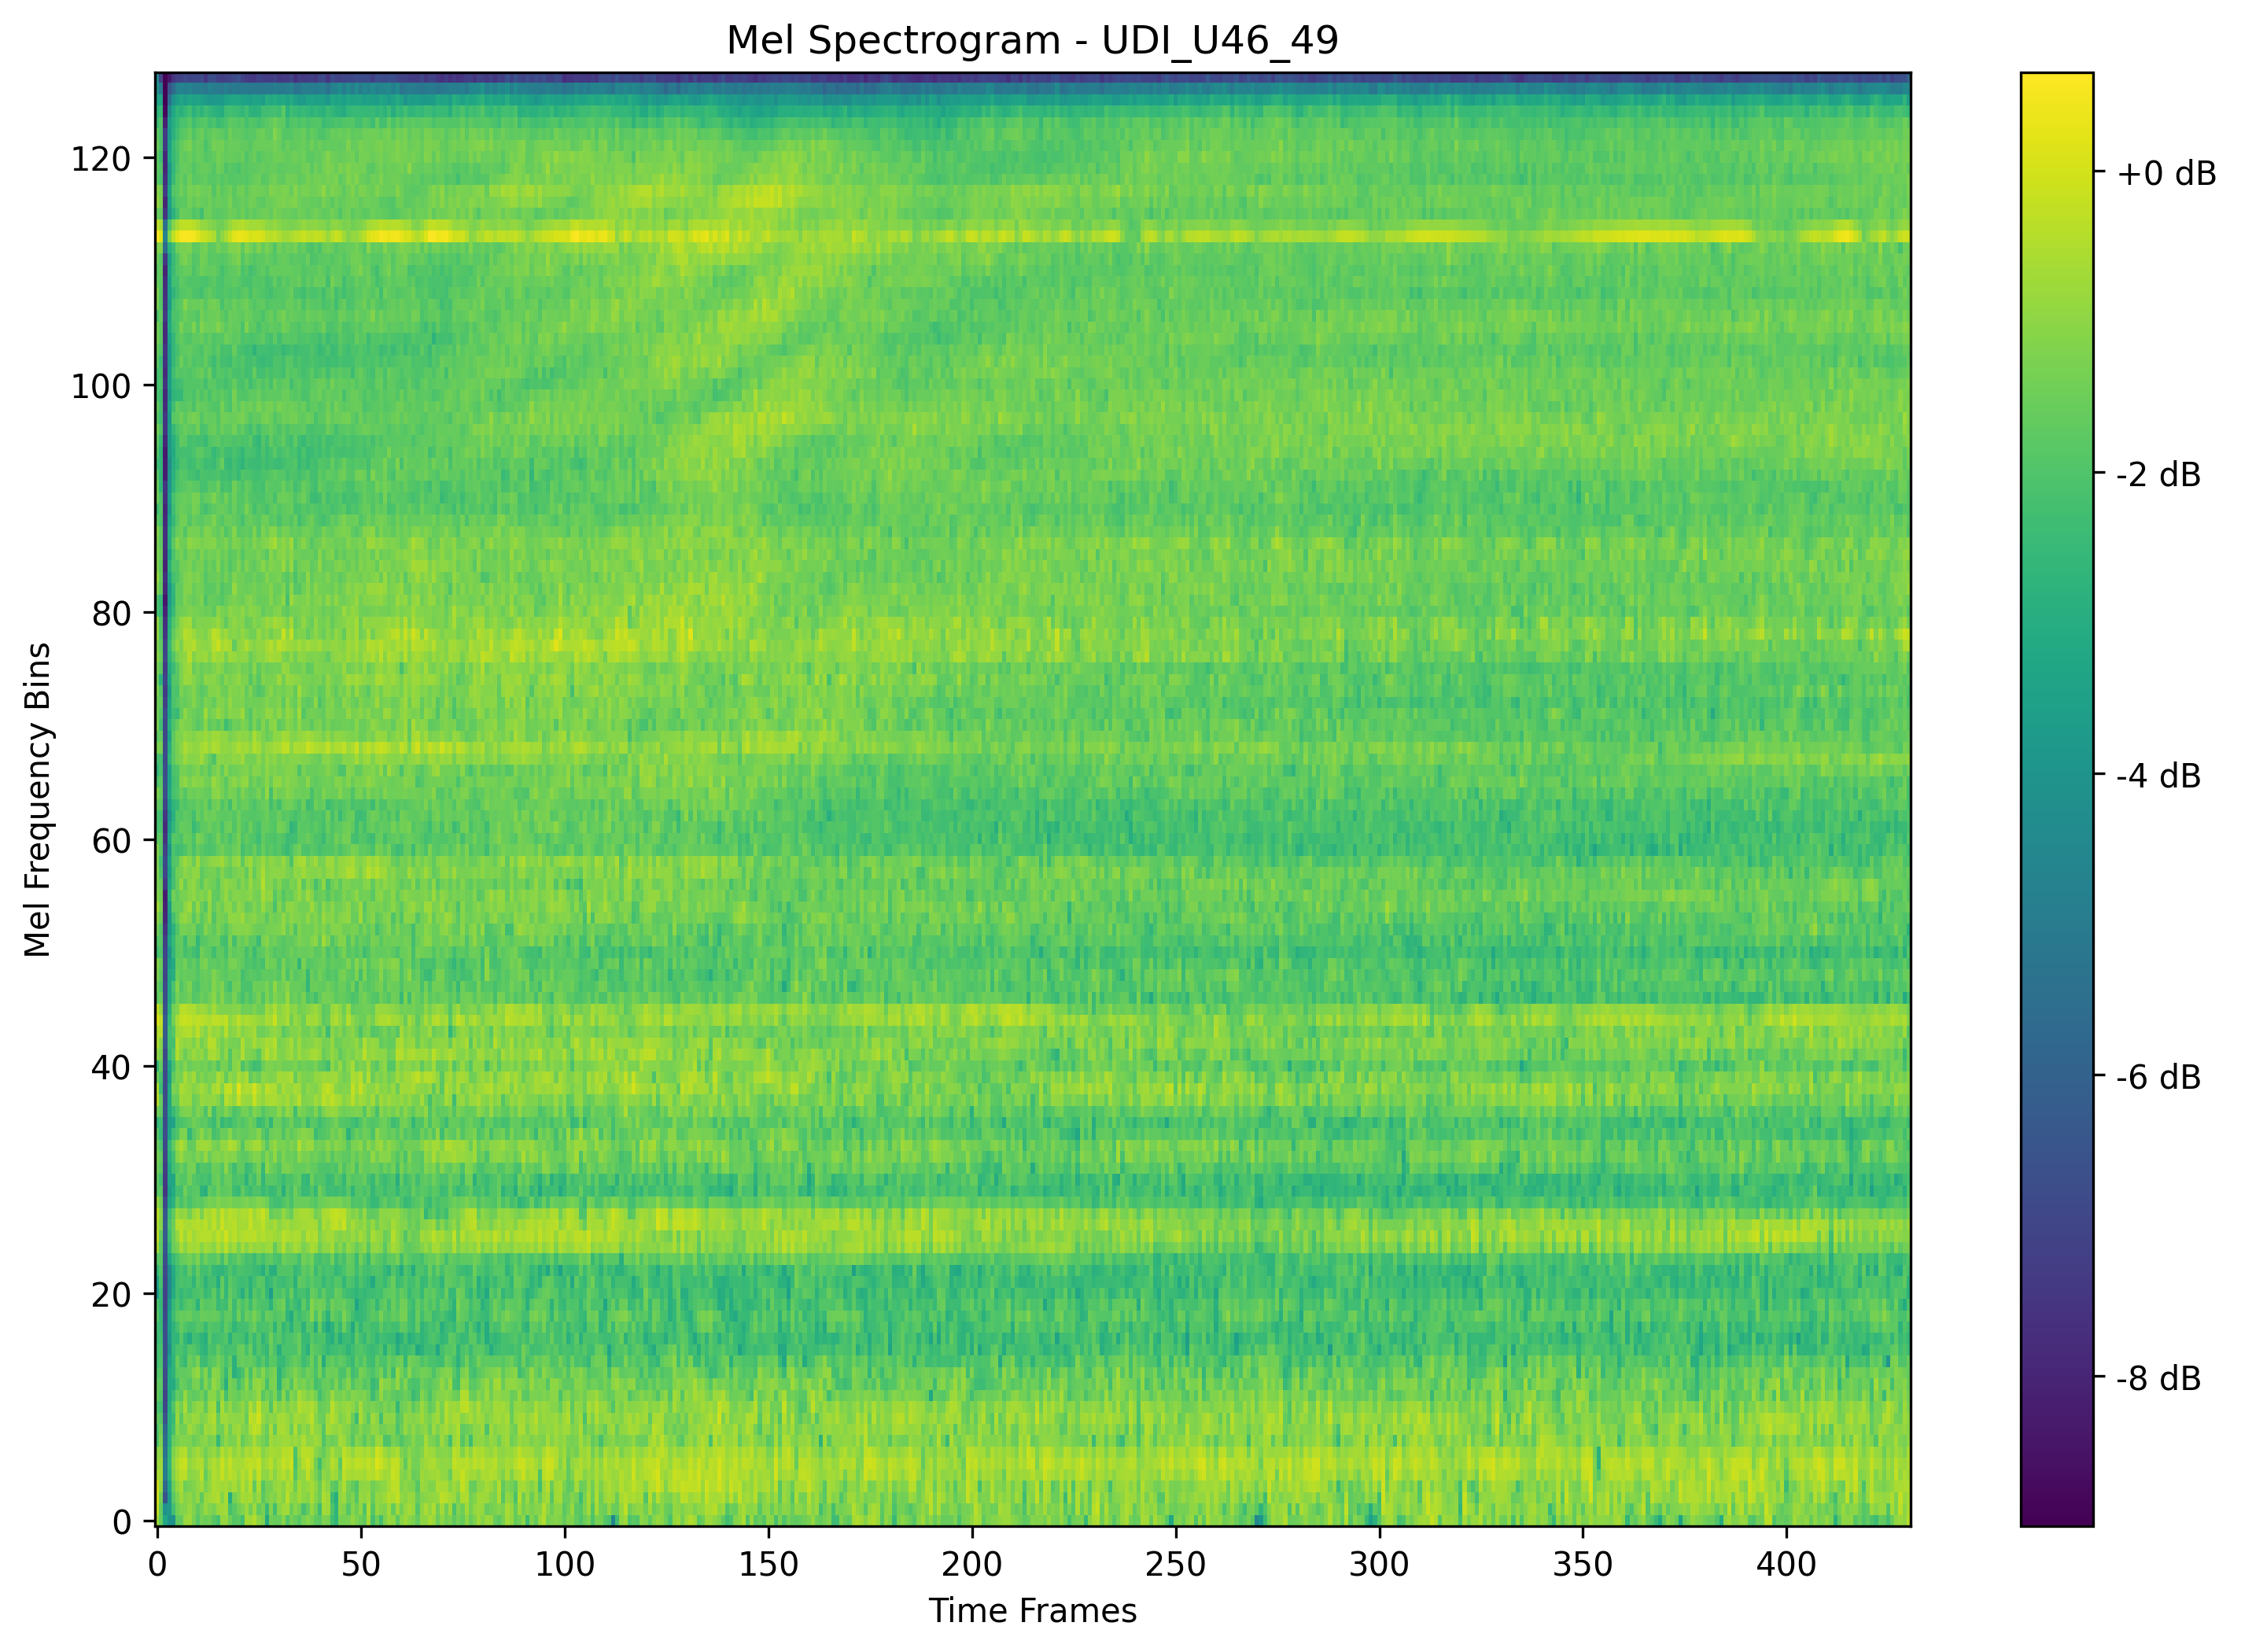 Mel Spectrogram - UDI_U46_49
Mel Frequency Bins
120
100
80
60
40
20
0
0 50 100 150 200 250 300 350 400
Time Frames
+0 dB
-2 dB
-4 dB
-6 dB
-8 dB